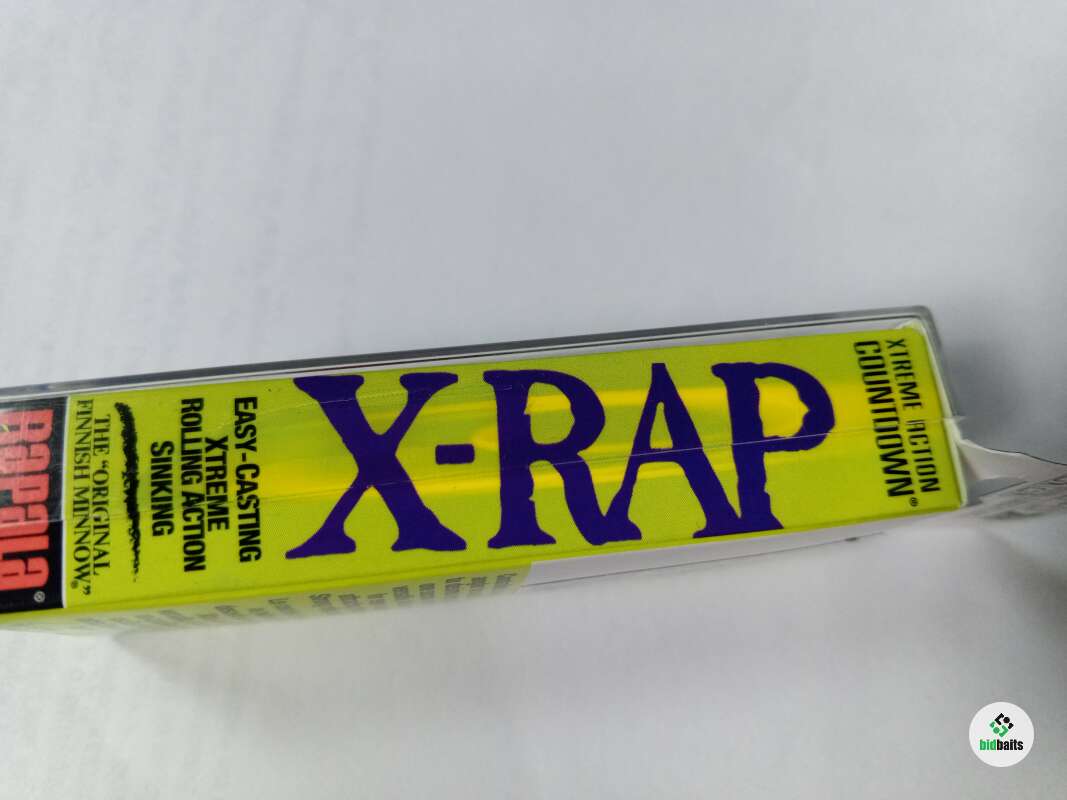 RAPALA®
THE "ORIGINAL
FINNISH MINNOW"®
EASY-CASTING
XTREME
ROLLING ACTION
SINKING
X-RAP
XTREME ACTION
COUNTDOWN®
bidbaits